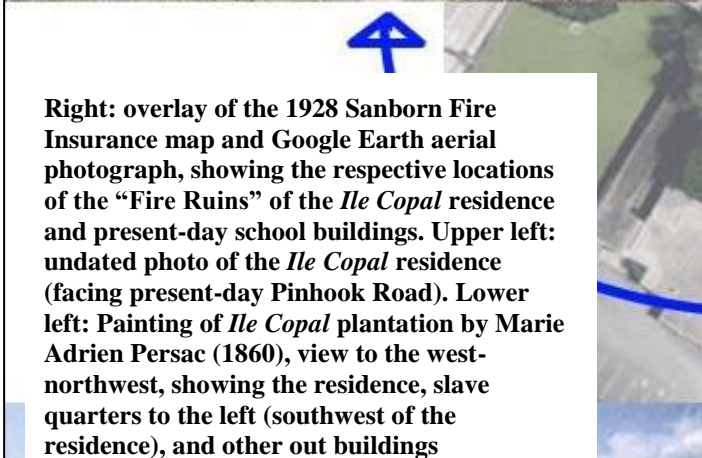 Right: overlay of the 1928 Sanborn Fire
Insurance map and Google Earth aerial
photograph, showing the respective locations
of the “Fire Ruins” of the Ile Copal residence
and present-day school buildings. Upper left:
undated photo of the Ile Copal residence
(facing present-day Pinhook Road). Lower
left: Painting of Ile Copal plantation by Marie
Adrien Persac (1860), view to the west-
northwest, showing the residence, slave
quarters to the left (southwest of the
residence), and other out buildings